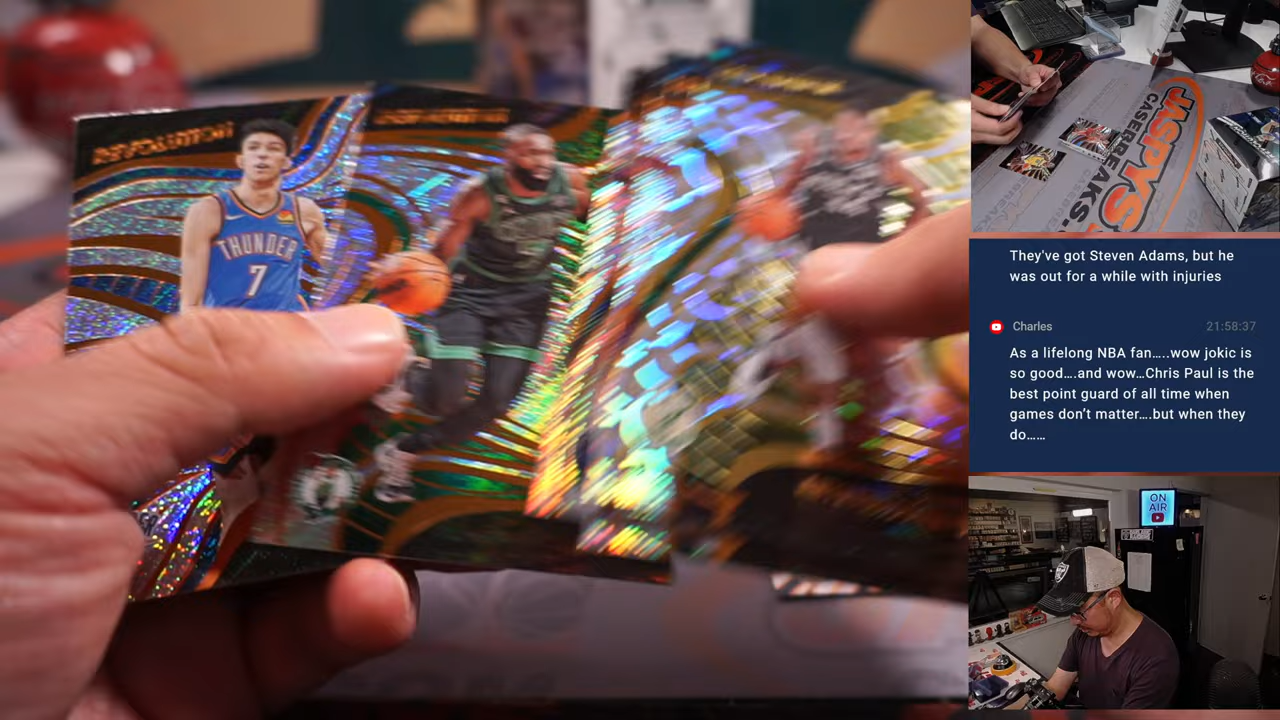 REVOLUTION
THUNDER
7
JASPYS
CASEBREAKS.
They've got Steven Adams, but he
was out for a while with injuries
Charles
21:58:37
As a lifelong NBA fan.....wow jokic is
so good....and wow...Chris Paul is the
best point guard of all time when
games don't matter....but when they
do......
ON
AIR